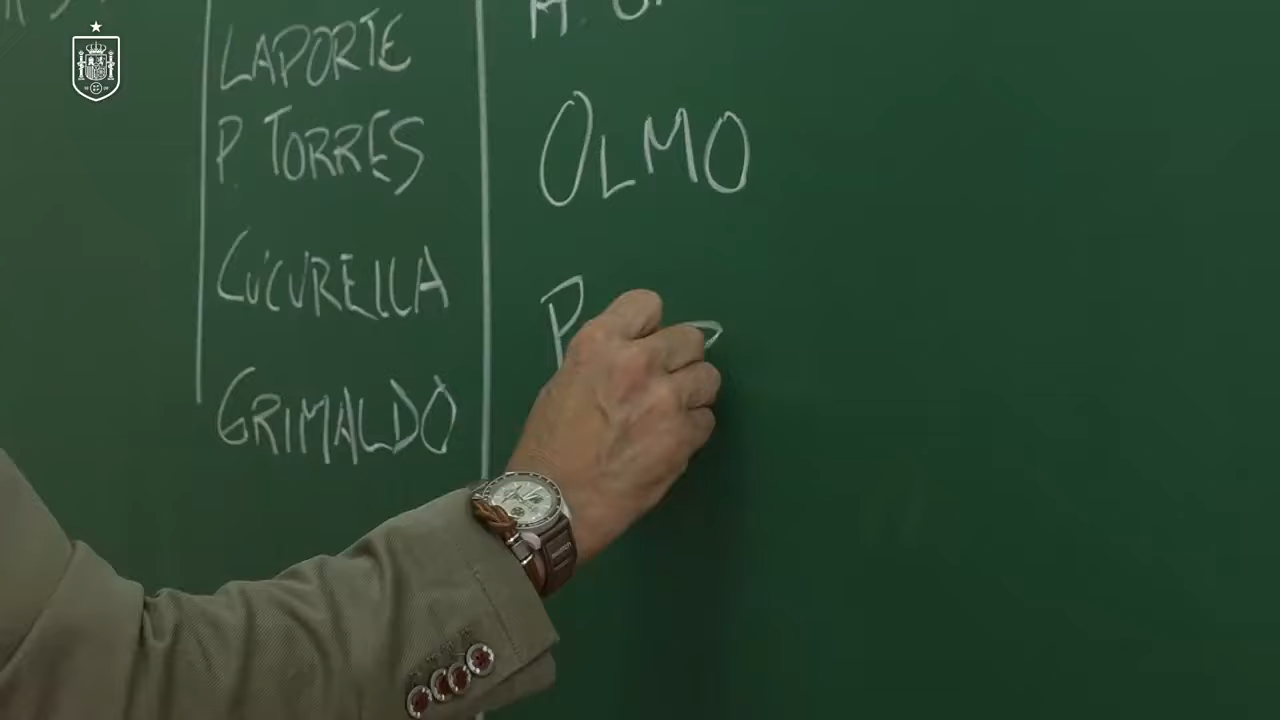 LAPORTE
P. TORRES
CUCURELLA
GRIMALDO
OLMO
P